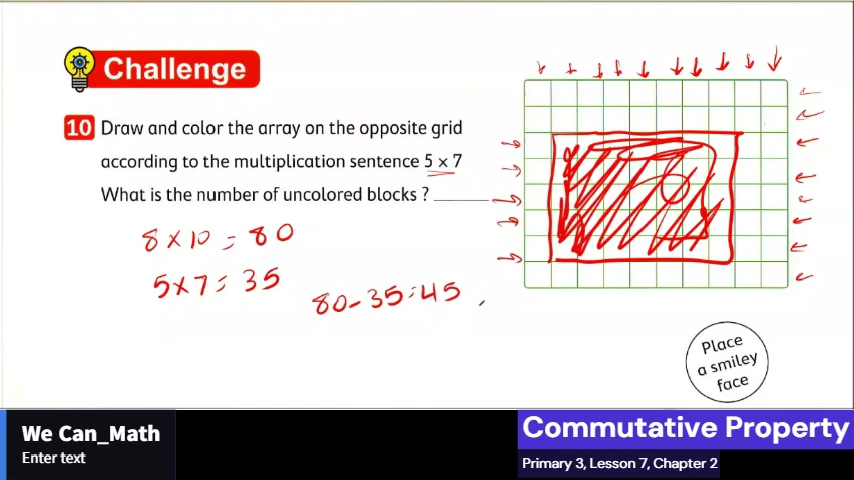 Challenge
10 Draw and color the array on the opposite grid
according to the multiplication sentence 5 × 7
What is the number of uncolored blocks ? ______
8 × 10 = 80
5 × 7 = 35
80 - 35 = 45
Place
a smiley
face
We Can_Math
Enter text
Commutative Property
Primary 3, Lesson 7, Chapter 2